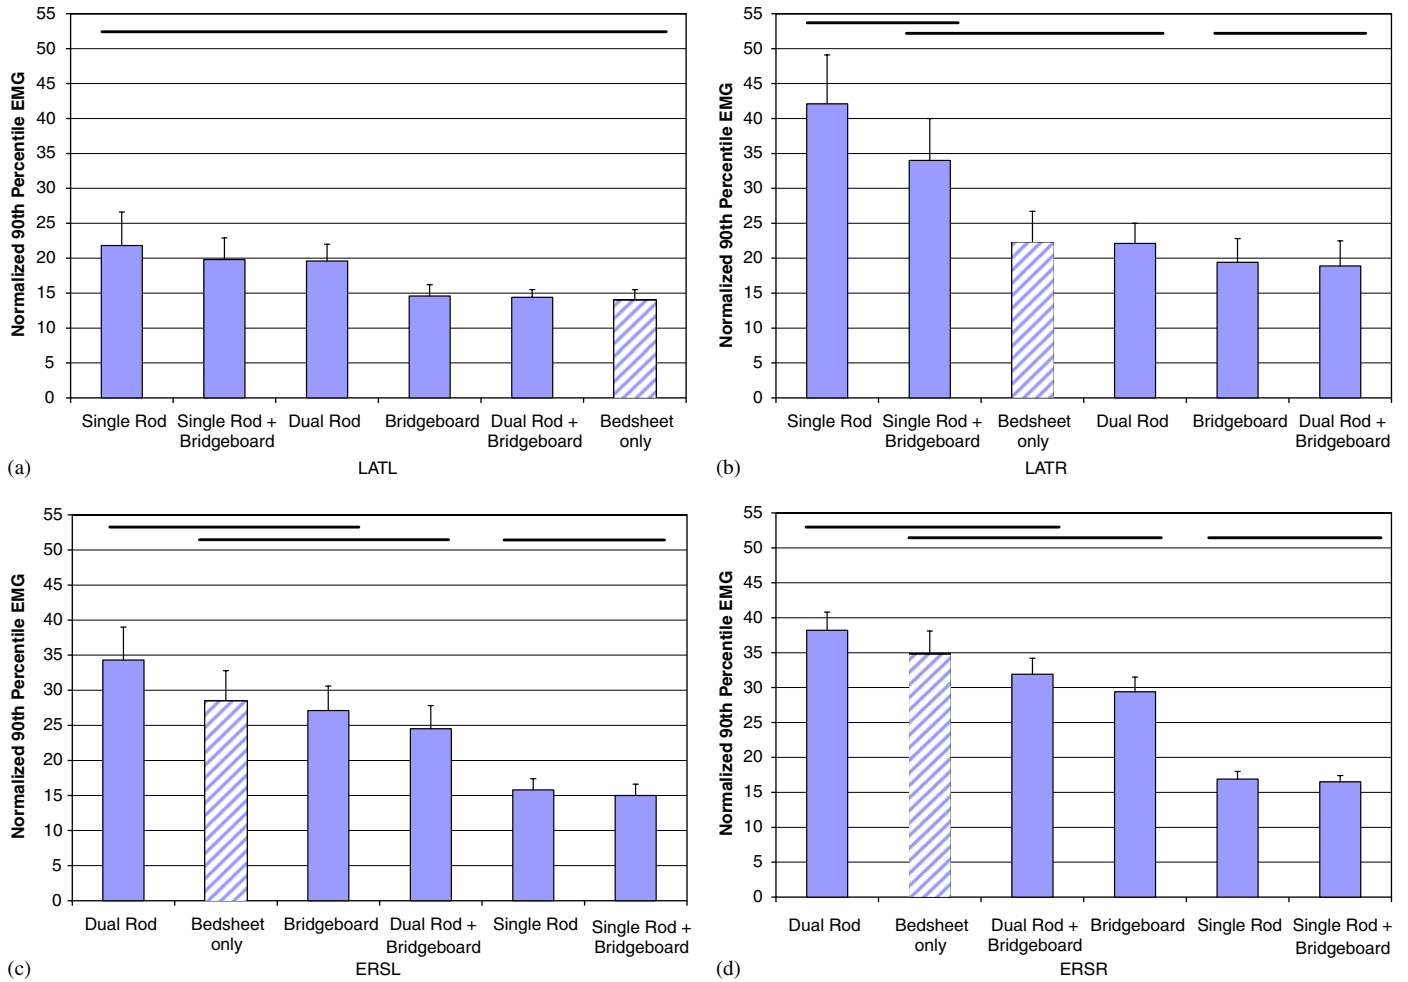 55
50
45
40
35
30
25
20
15
10
5
0
Normalized 90th Percentile EMG
Single Rod
Single Rod +
Bridgeboard
Dual Rod
Bridgeboard
Dual Rod +
Bridgeboard
Bedsheet
only
(a)
LATL
55
50
45
40
35
30
25
20
15
10
5
0
Normalized 90th Percentile EMG
Single Rod
Single Rod +
Bridgeboard
Bedsheet
only
Dual Rod
Bridgeboard
Dual Rod +
Bridgeboard
(b)
LATR
55
50
45
40
35
30
25
20
15
10
5
0
Normalized 90th Percentile EMG
Dual Rod
Bedsheet
only
Bridgeboard
Dual Rod +
Bridgeboard
Single Rod
Single Rod +
Bridgeboard
(c)
ERSL
55
50
45
40
35
30
25
20
15
10
5
0
Normalized 90th Percentile EMG
Dual Rod
Bedsheet
only
Dual Rod +
Bridgeboard
Bridgeboard
Single Rod
Single Rod +
Bridgeboard
(d)
ERSR